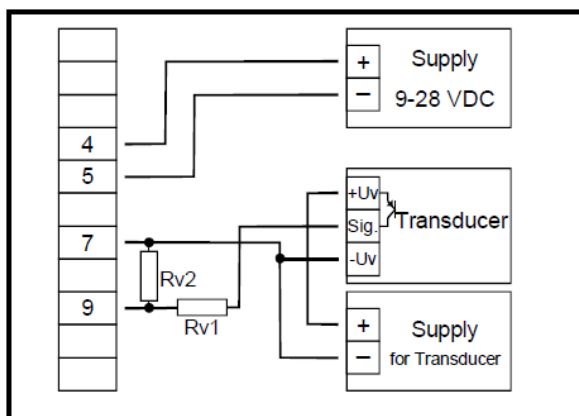 + Supply
− 9-28 VDC
4
5
+Uv
Sig. Transducer
7
-Uv
Rv2
9
Rv1
+ Supply
− for Transducer